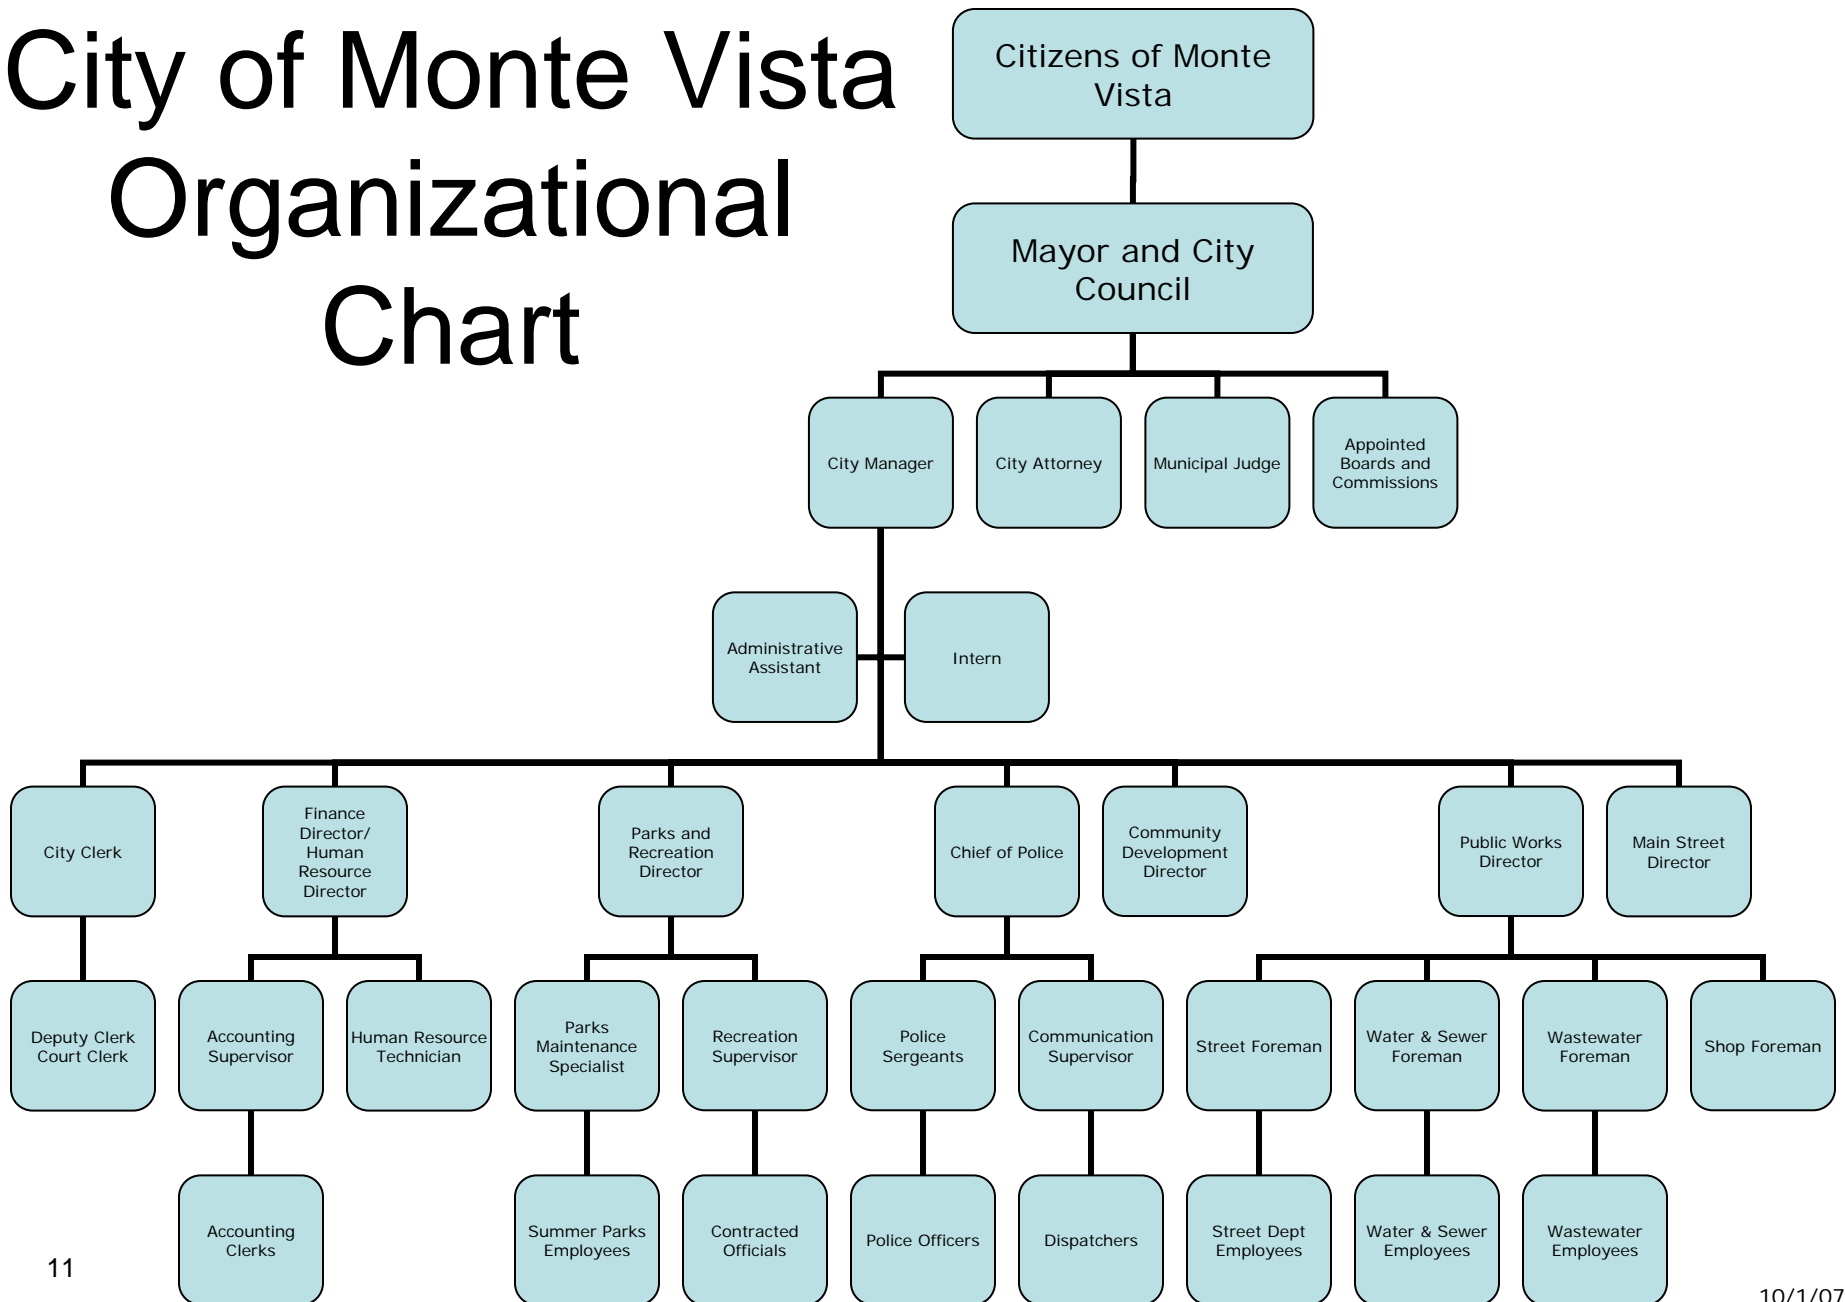 City of Monte Vista
Organizational
Chart
Citizens of Monte
Vista
Mayor and City
Council
City Manager
City Attorney
Municipal Judge
Appointed
Boards and
Commissions
Administrative
Assistant
Intern
City Clerk
Finance
Director/
Human
Resource
Director
Parks and
Recreation
Director
Chief of Police
Community
Development
Director
Public Works
Director
Main Street
Director
Deputy Clerk
Court Clerk
Accounting
Supervisor
Human Resource
Technician
Parks
Maintenance
Specialist
Recreation
Supervisor
Police
Sergeants
Communication
Supervisor
Street Foreman
Water & Sewer
Foreman
Wastewater
Foreman
Shop Foreman
Accounting
Clerks
Summer Parks
Employees
Contracted
Officials
Police Officers
Dispatchers
Street Dept
Employees
Water & Sewer
Employees
Wastewater
Employees
11
10/1/07